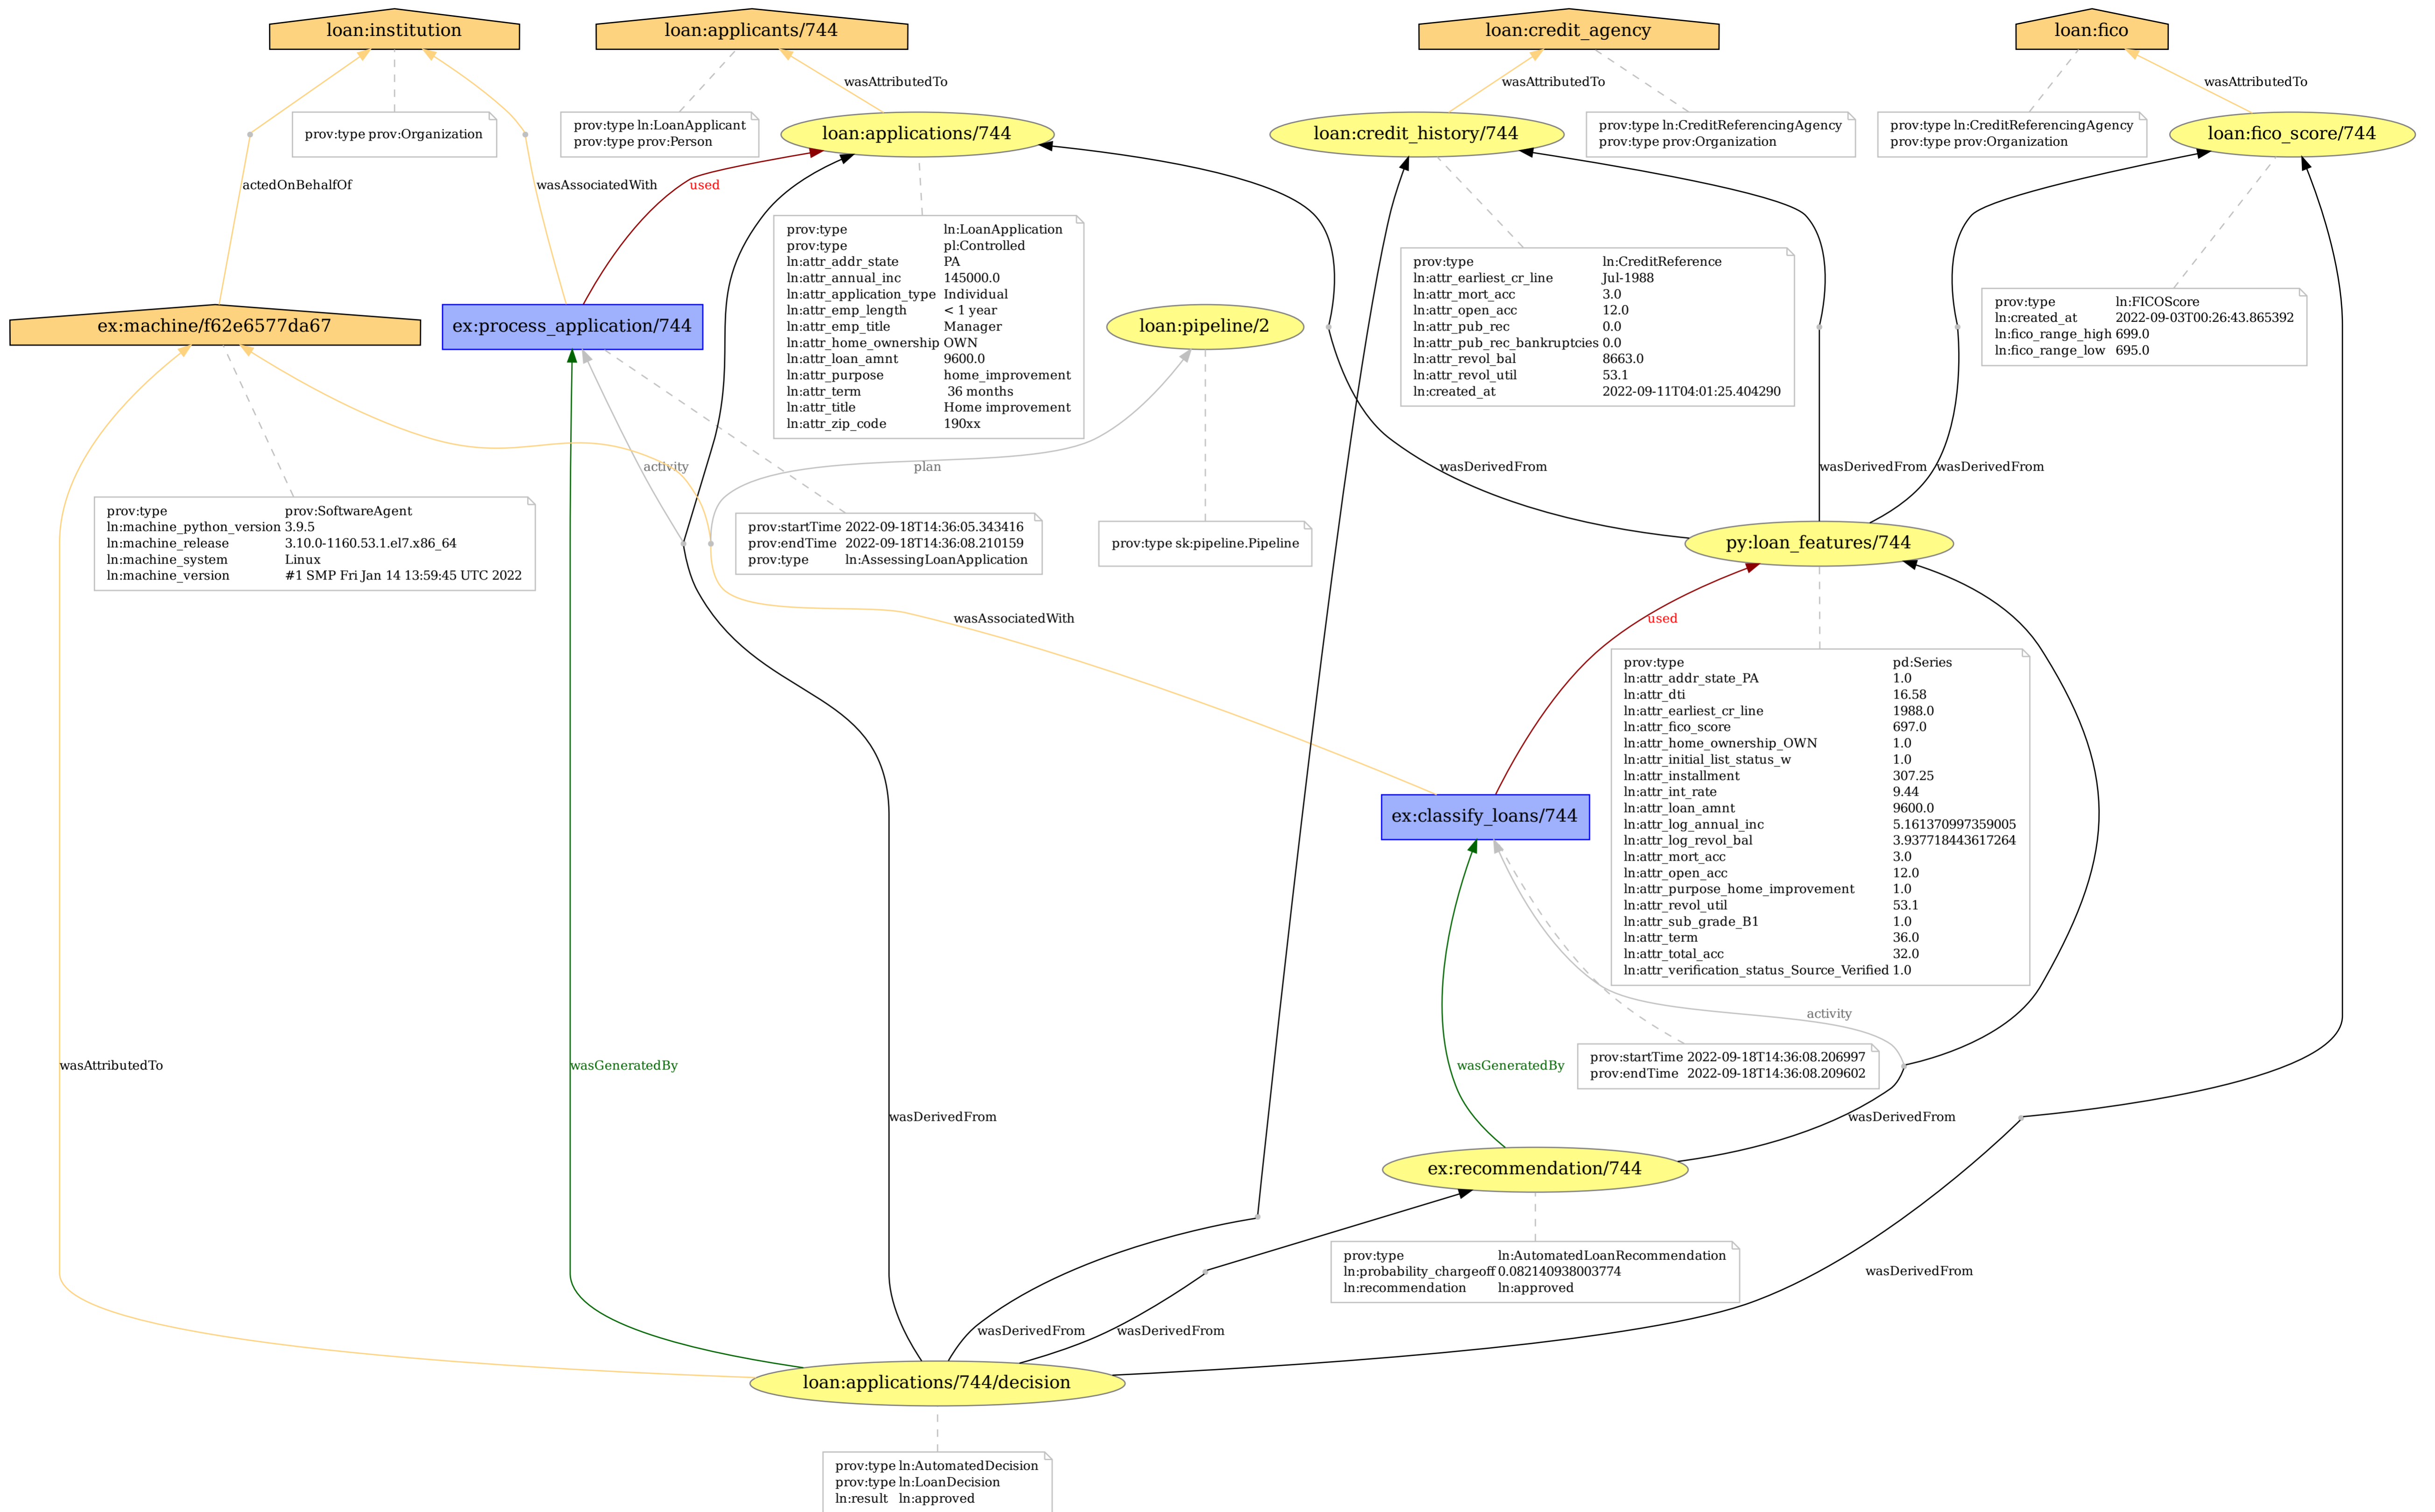 loan:institution
loan:applicants/744
loan:credit_agency
loan:fico
wasAttributedTo
wasAttributedTo
wasAttributedTo
prov:type prov:Organization
prov:type ln:LoanApplicant
prov:type prov:Person
loan:applications/744
loan:credit_history/744
prov:type ln:CreditReferencingAgency
prov:type prov:Organization
prov:type ln:CreditReferencingAgency
prov:type prov:Organization
loan:fico_score/744
actedOnBehalfOf
wasAssociatedWith
used
prov:type ln:LoanApplication
prov:type pl:Controlled
ln:attr_addr_state PA
ln:attr_annual_inc 145000.0
ln:attr_application_type Individual
ln:attr_emp_length < 1 year
ln:attr_emp_title Manager
ln:attr_home_ownership OWN
ln:attr_loan_amnt 9600.0
ln:attr_purpose home_improvement
ln:attr_term 36 months
ln:attr_title Home improvement
ln:attr_zip_code 190xx
prov:type ln:CreditReference
ln:attr_earliest_cr_line Jul-1988
ln:attr_mort_acc 3.0
ln:attr_open_acc 12.0
ln:attr_pub_rec 0.0
ln:attr_pub_rec_bankruptcies 0.0
ln:attr_revol_bal 8663.0
ln:attr_revol_util 53.1
ln:created_at 2022-09-11T04:01:25.404290
prov:type ln:FICOScore
ln:created_at 2022-09-03T00:26:43.865392
ln:fico_range_high 699.0
ln:fico_range_low 695.0
ex:machine/f62e6577da67
ex:process_application/744
loan:pipeline/2
activity
plan
wasDerivedFrom
wasDerivedFrom
wasDerivedFrom
prov:type prov:SoftwareAgent
ln:machine_python_version 3.9.5
ln:machine_release 3.10.0-1160.53.1.el7.x86_64
ln:machine_system Linux
ln:machine_version #1 SMP Fri Jan 14 13:59:45 UTC 2022
prov:startTime 2022-09-18T14:36:05.343416
prov:endTime 2022-09-18T14:36:08.210159
prov:type ln:AssessingLoanApplication
prov:type sk:pipeline.Pipeline
py:loan_features/744
wasAssociatedWith
used
prov:type pd:Series
ln:attr_addr_state_PA 1.0
ln:attr_dti 16.58
ln:attr_earliest_cr_line 1988.0
ln:attr_fico_score 697.0
ln:attr_home_ownership_OWN 1.0
ln:attr_initial_list_status_w 1.0
ln:attr_installment 307.25
ln:attr_int_rate 9.44
ln:attr_loan_amnt 9600.0
ln:attr_log_annual_inc 5.161370997359005
ln:attr_log_revol_bal 3.937718443617264
ln:attr_mort_acc 3.0
ln:attr_open_acc 12.0
ln:attr_purpose_home_improvement 1.0
ln:attr_revol_util 53.1
ln:attr_sub_grade_B1 1.0
ln:attr_term 36.0
ln:attr_total_acc 32.0
ln:attr_verification_status_Source_Verified 1.0
ex:classify_loans/744
activity
wasAttributedTo
wasGeneratedBy
wasGeneratedBy
prov:startTime 2022-09-18T14:36:08.206997
prov:endTime 2022-09-18T14:36:08.209602
wasDerivedFrom
wasDerivedFrom
ex:recommendation/744
prov:type ln:AutomatedLoanRecommendation
ln:probability_chargeoff 0.082140938003774
ln:recommendation ln:approved
wasDerivedFrom
wasDerivedFrom
wasDerivedFrom
loan:applications/744/decision
prov:type ln:AutomatedDecision
prov:type ln:LoanDecision
ln:result ln:approved